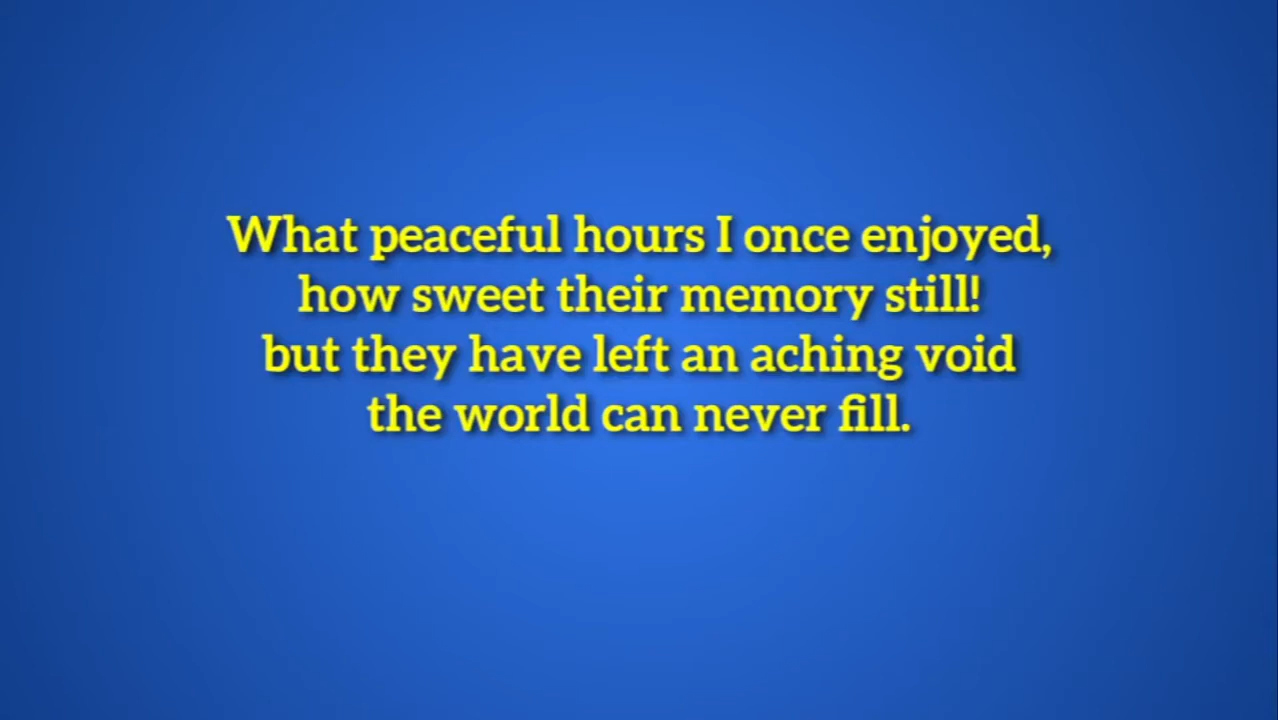 What peaceful hours I once enjoyed,
how sweet their memory still!
but they have left an aching void
the world can never fill.